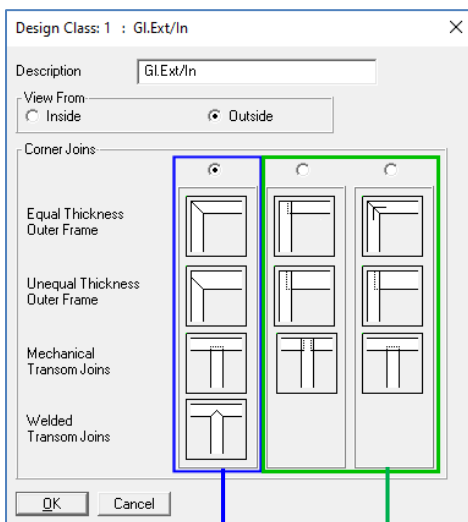 Design Class: 1 : Gl.Ext/In
Description
Gl.Ext/In
View From
Inside
Outside
Corner Joins
Equal Thickness
Outer Frame
Unequal Thickness
Outer Frame
Mechanical
Transom Joins
Welded
Transom Joins
OK
Cancel